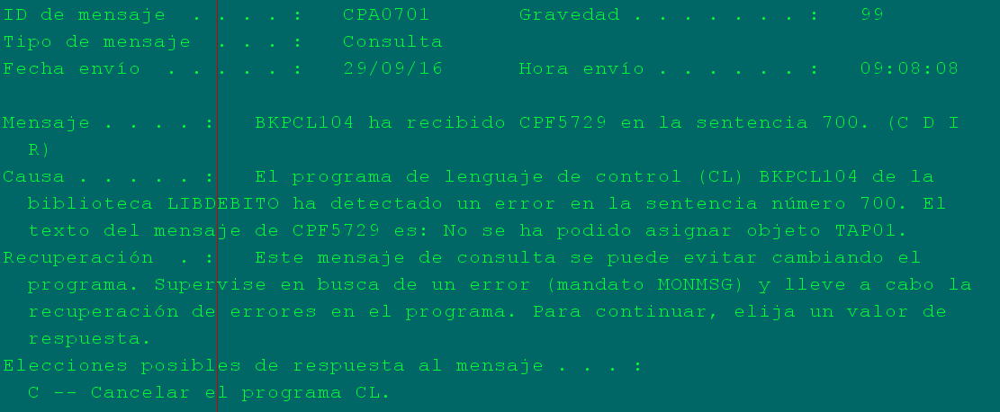 ID de mensaje . . . . : CPA0701 Gravedad . . . . . . . : 99
Tipo de mensaje . . . : Consulta
Fecha envío . . . . . : 29/09/16 Hora envío . . . . . . : 09:08:08
Mensaje . . . . : BKPCL104 ha recibido CPF5729 en la sentencia 700. (C D I
R)
Causa . . . . . : El programa de lenguaje de control (CL) BKPCL104 de la
biblioteca LIBDEBITO ha detectado un error en la sentencia número 700. El
texto del mensaje de CPF5729 es: No se ha podido asignar objeto TAP01.
Recuperación . : Este mensaje de consulta se puede evitar cambiando el
programa. Supervise en busca de un error (mandato MONMSG) y lleve a cabo la
recuperación de errores en el programa. Para continuar, elija un valor de
respuesta.
Elecciones posibles de respuesta al mensaje . . . :
C -- Cancelar el programa CL.